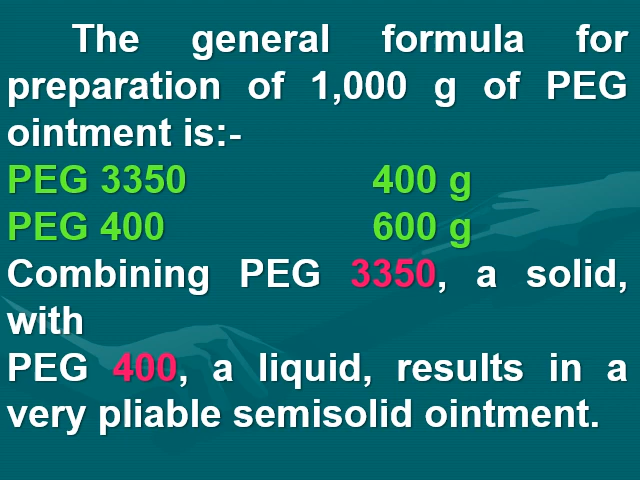 The general formula for
preparation of 1,000 g of PEG
ointment is:-
PEG 3350 400 g
PEG 400 600 g
Combining PEG 3350, a solid,
with
PEG 400, a liquid, results in a
very pliable semisolid ointment.